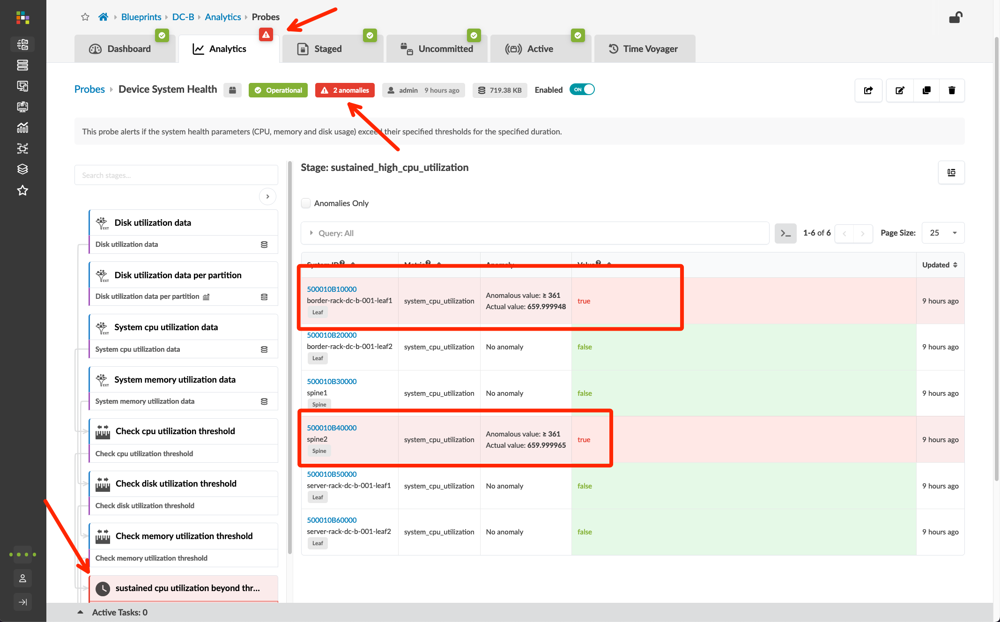 Blueprints DC-B Analytics Probes
Dashboard Analytics Staged Uncommitted Active Time Voyager
Probes Device System Health Operational 2 anomalies admin 9 hours ago 719.38 KB Enabled ON
This probe alerts if the system health parameters (CPU, memory and disk usage) exceed their specified thresholds for the specified duration.
Search stages...
Disk utilization data
Disk utilization data
Disk utilization data per partition
Disk utilization data per partition
System cpu utilization data
System cpu utilization data
System memory utilization data
System memory utilization data
Check cpu utilization threshold
Check cpu utilization threshold
Check disk utilization threshold
Check disk utilization threshold
Check memory utilization threshold
Check memory utilization threshold
sustained cpu utilization beyond thr...
Stage: sustained_high_cpu_utilization
Anomalies Only
Query: All
1-6 of 6
Page Size: 25
System ID Metric Anomaly Value Updated
500010B10000
border-rack-dc-b-001-leaf1
Leaf
system_cpu_utilization
Anomalous value: ≥ 361
Actual value: 659.999948
true
9 hours ago
500010B20000
border-rack-dc-b-001-leaf2
Leaf
system_cpu_utilization
No anomaly
false
9 hours ago
500010B30000
spine1
Spine
system_cpu_utilization
No anomaly
false
9 hours ago
500010B40000
spine2
Spine
system_cpu_utilization
Anomalous value: ≥ 361
Actual value: 659.999965
true
9 hours ago
500010B50000
server-rack-dc-b-001-leaf1
Leaf
system_cpu_utilization
No anomaly
false
9 hours ago
500010B60000
server-rack-dc-b-001-leaf2
Leaf
system_cpu_utilization
No anomaly
false
9 hours ago
Active Tasks: 0